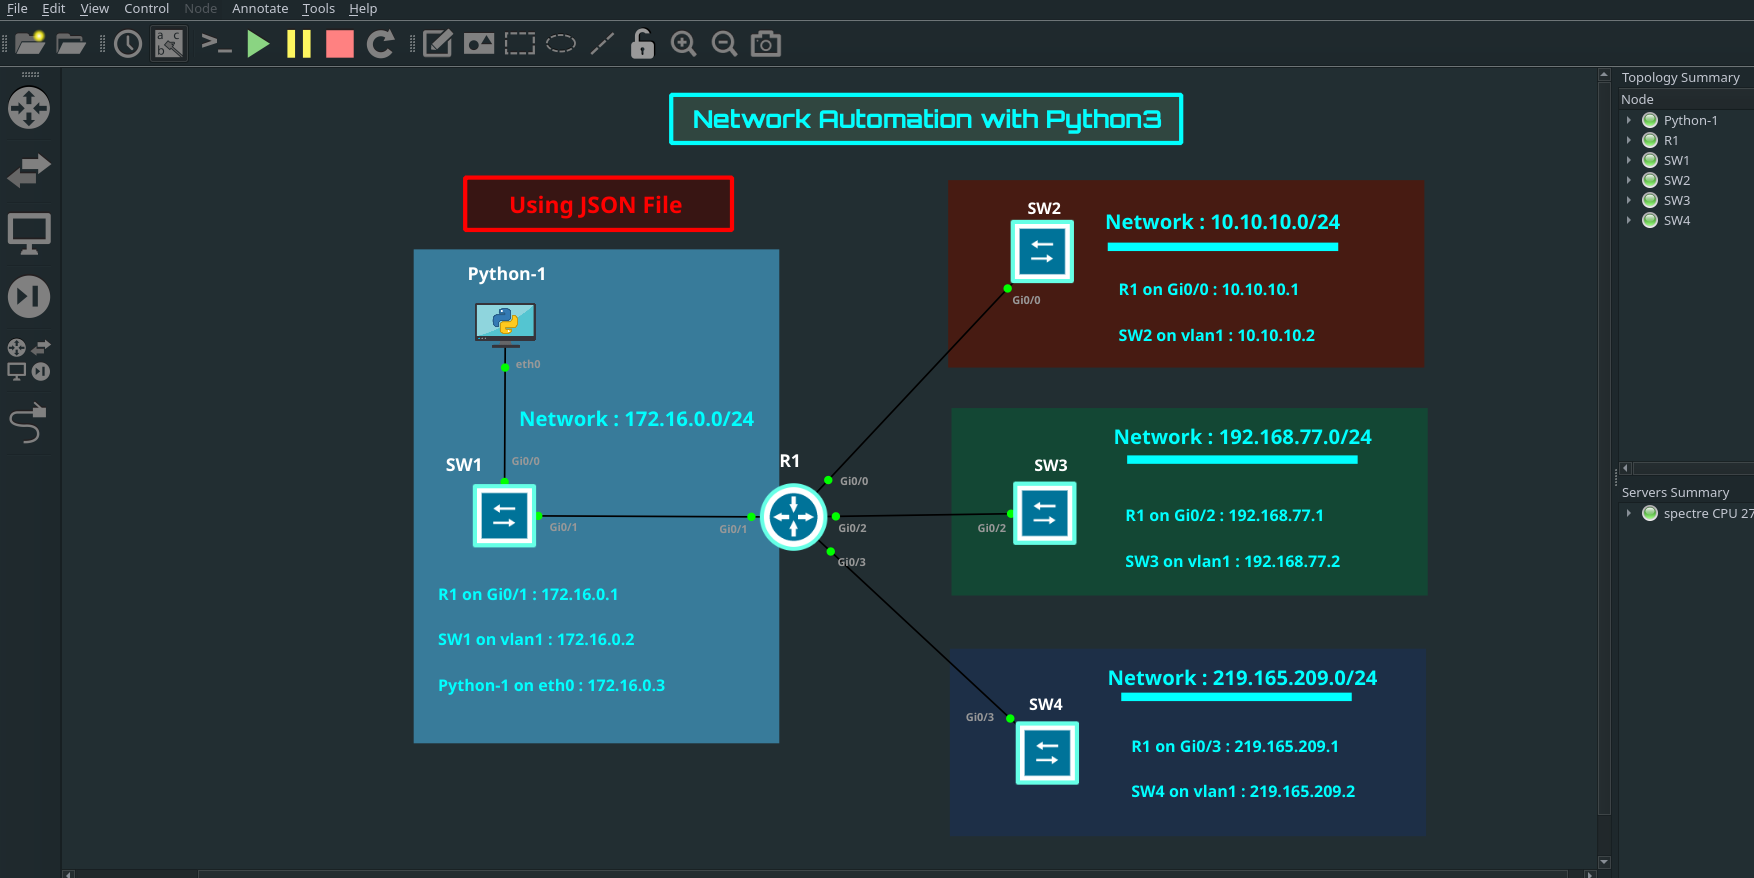 File Edit View Control Node Annotate Tools Help
Topology Summary
Node
Python-1
R1
SW1
SW2
SW3
SW4
Servers Summary
spectre CPU 27
Network Automation with Python3
Using JSON File
Python-1
eth0
Network : 172.16.0.0/24
SW1
Gi0/0
Gi0/1
Gi0/1
R1
Gi0/0
Gi0/2
Gi0/3
R1 on Gi0/1 : 172.16.0.1
SW1 on vlan1 : 172.16.0.2
Python-1 on eth0 : 172.16.0.3
SW2
Gi0/0
Network : 10.10.10.0/24
R1 on Gi0/0 : 10.10.10.1
SW2 on vlan1 : 10.10.10.2
SW3
Gi0/2
Network : 192.168.77.0/24
R1 on Gi0/2 : 192.168.77.1
SW3 on vlan1 : 192.168.77.2
SW4
Gi0/3
Network : 219.165.209.0/24
R1 on Gi0/3 : 219.165.209.1
SW4 on vlan1 : 219.165.209.2